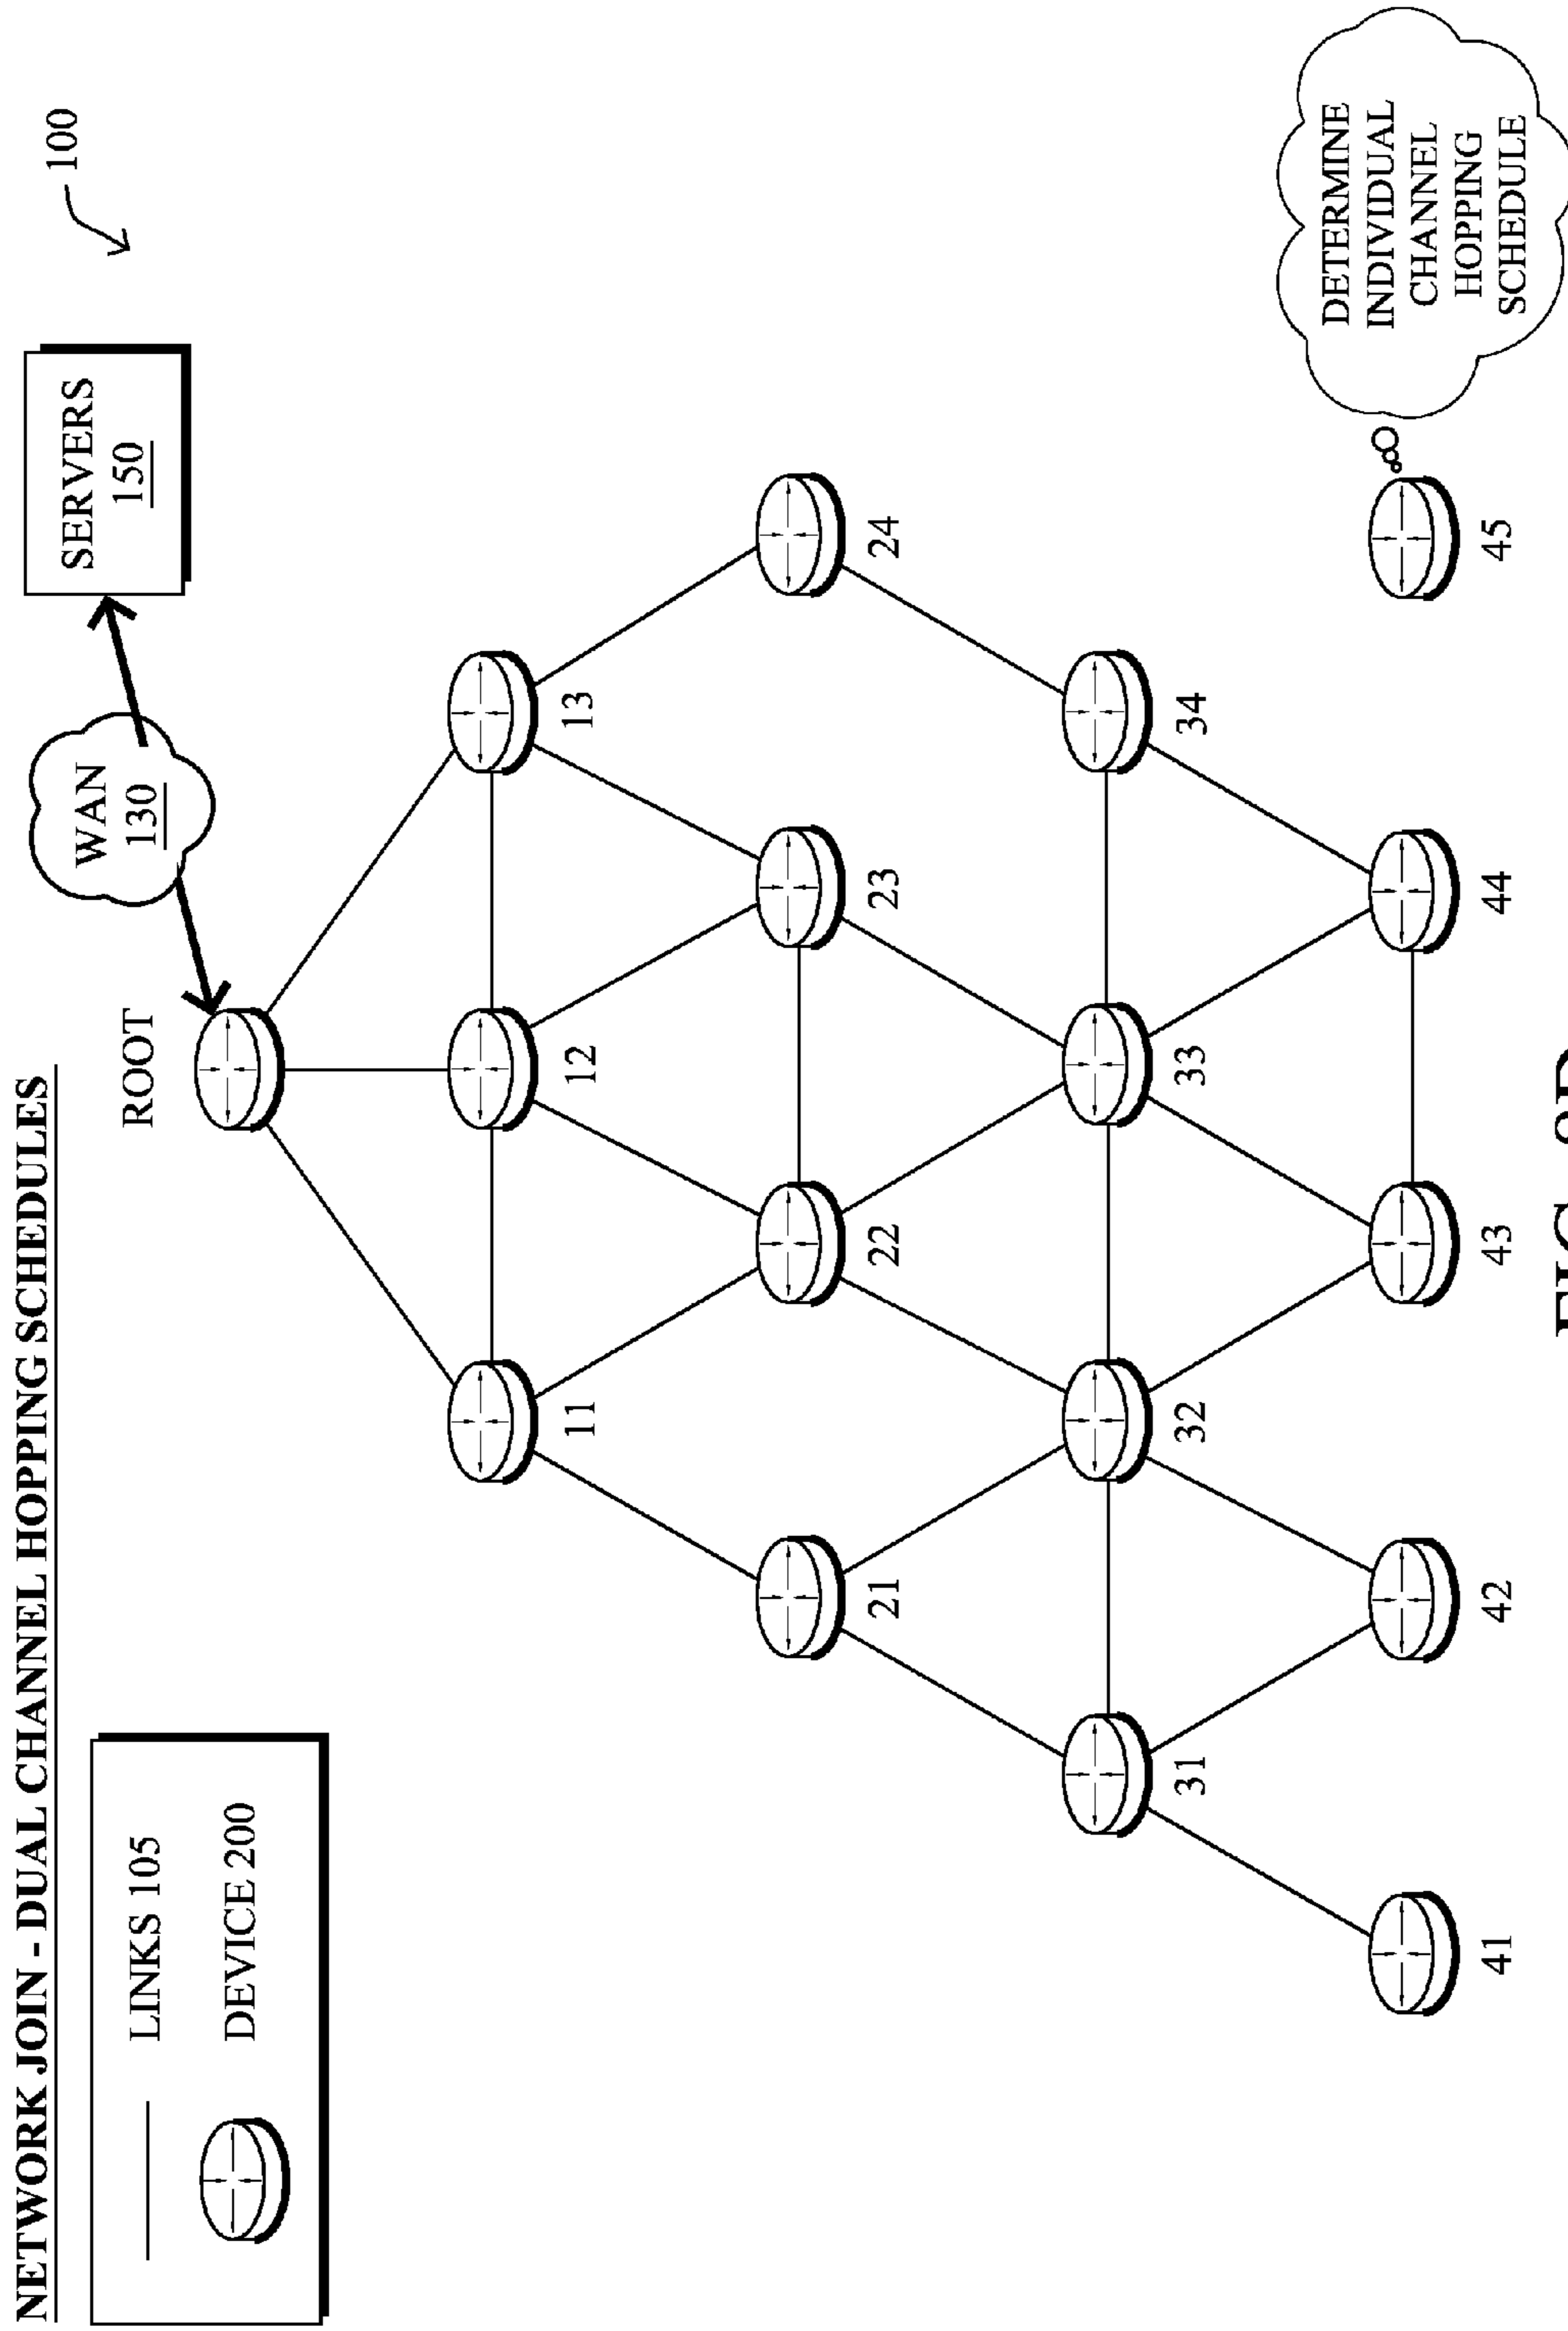 NETWORK JOIN - DUAL CHANNEL HOPPING SCHEDULES
LINKS 105
DEVICE 200
ROOT
WAN
130
SERVERS
150
100
11
12
13
21
22
23
24
31
32
33
34
41
42
43
44
45
DETERMINE
INDIVIDUAL
CHANNEL
HOPPING
SCHEDULE
FIG.